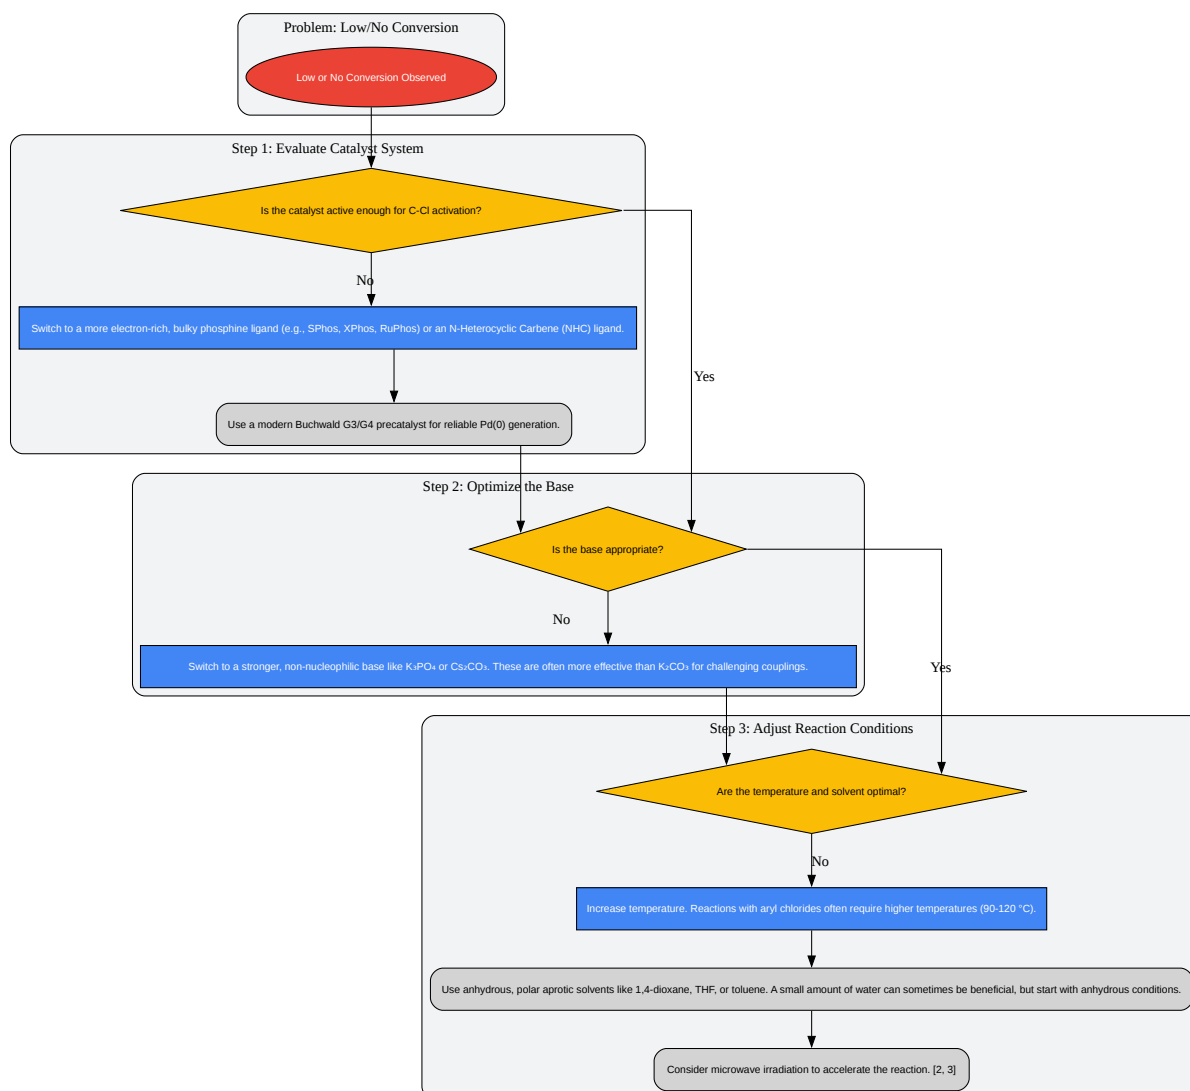 Problem: Low/No Conversion
Low or No Conversion Observed
Step 1: Evaluate Catalyst System
Is the catalyst active enough for C-Cl activation?
No
Switch to a more electron-rich, bulky phosphine ligand (e.g., SPhos, XPhos, RuPhos) or an N-Heterocyclic Carbene (NHC) ligand.
Yes
Use a modern Buchwald G3/G4 precatalyst for reliable Pd(0) generation.
Step 2: Optimize the Base
Is the base appropriate?
No
Switch to a stronger, non-nucleophilic base like K₃PO₄ or Cs₂CO₃. These are often more effective than K₂CO₃ for challenging couplings.
Yes
Step 3: Adjust Reaction Conditions
Are the temperature and solvent optimal?
No
Increase temperature. Reactions with aryl chlorides often require higher temperatures (90-120 °C).
Use anhydrous, polar aprotic solvents like 1,4-dioxane, THF, or toluene. A small amount of water can sometimes be beneficial, but start with anhydrous conditions.
Consider microwave irradiation to accelerate the reaction. [2, 3]